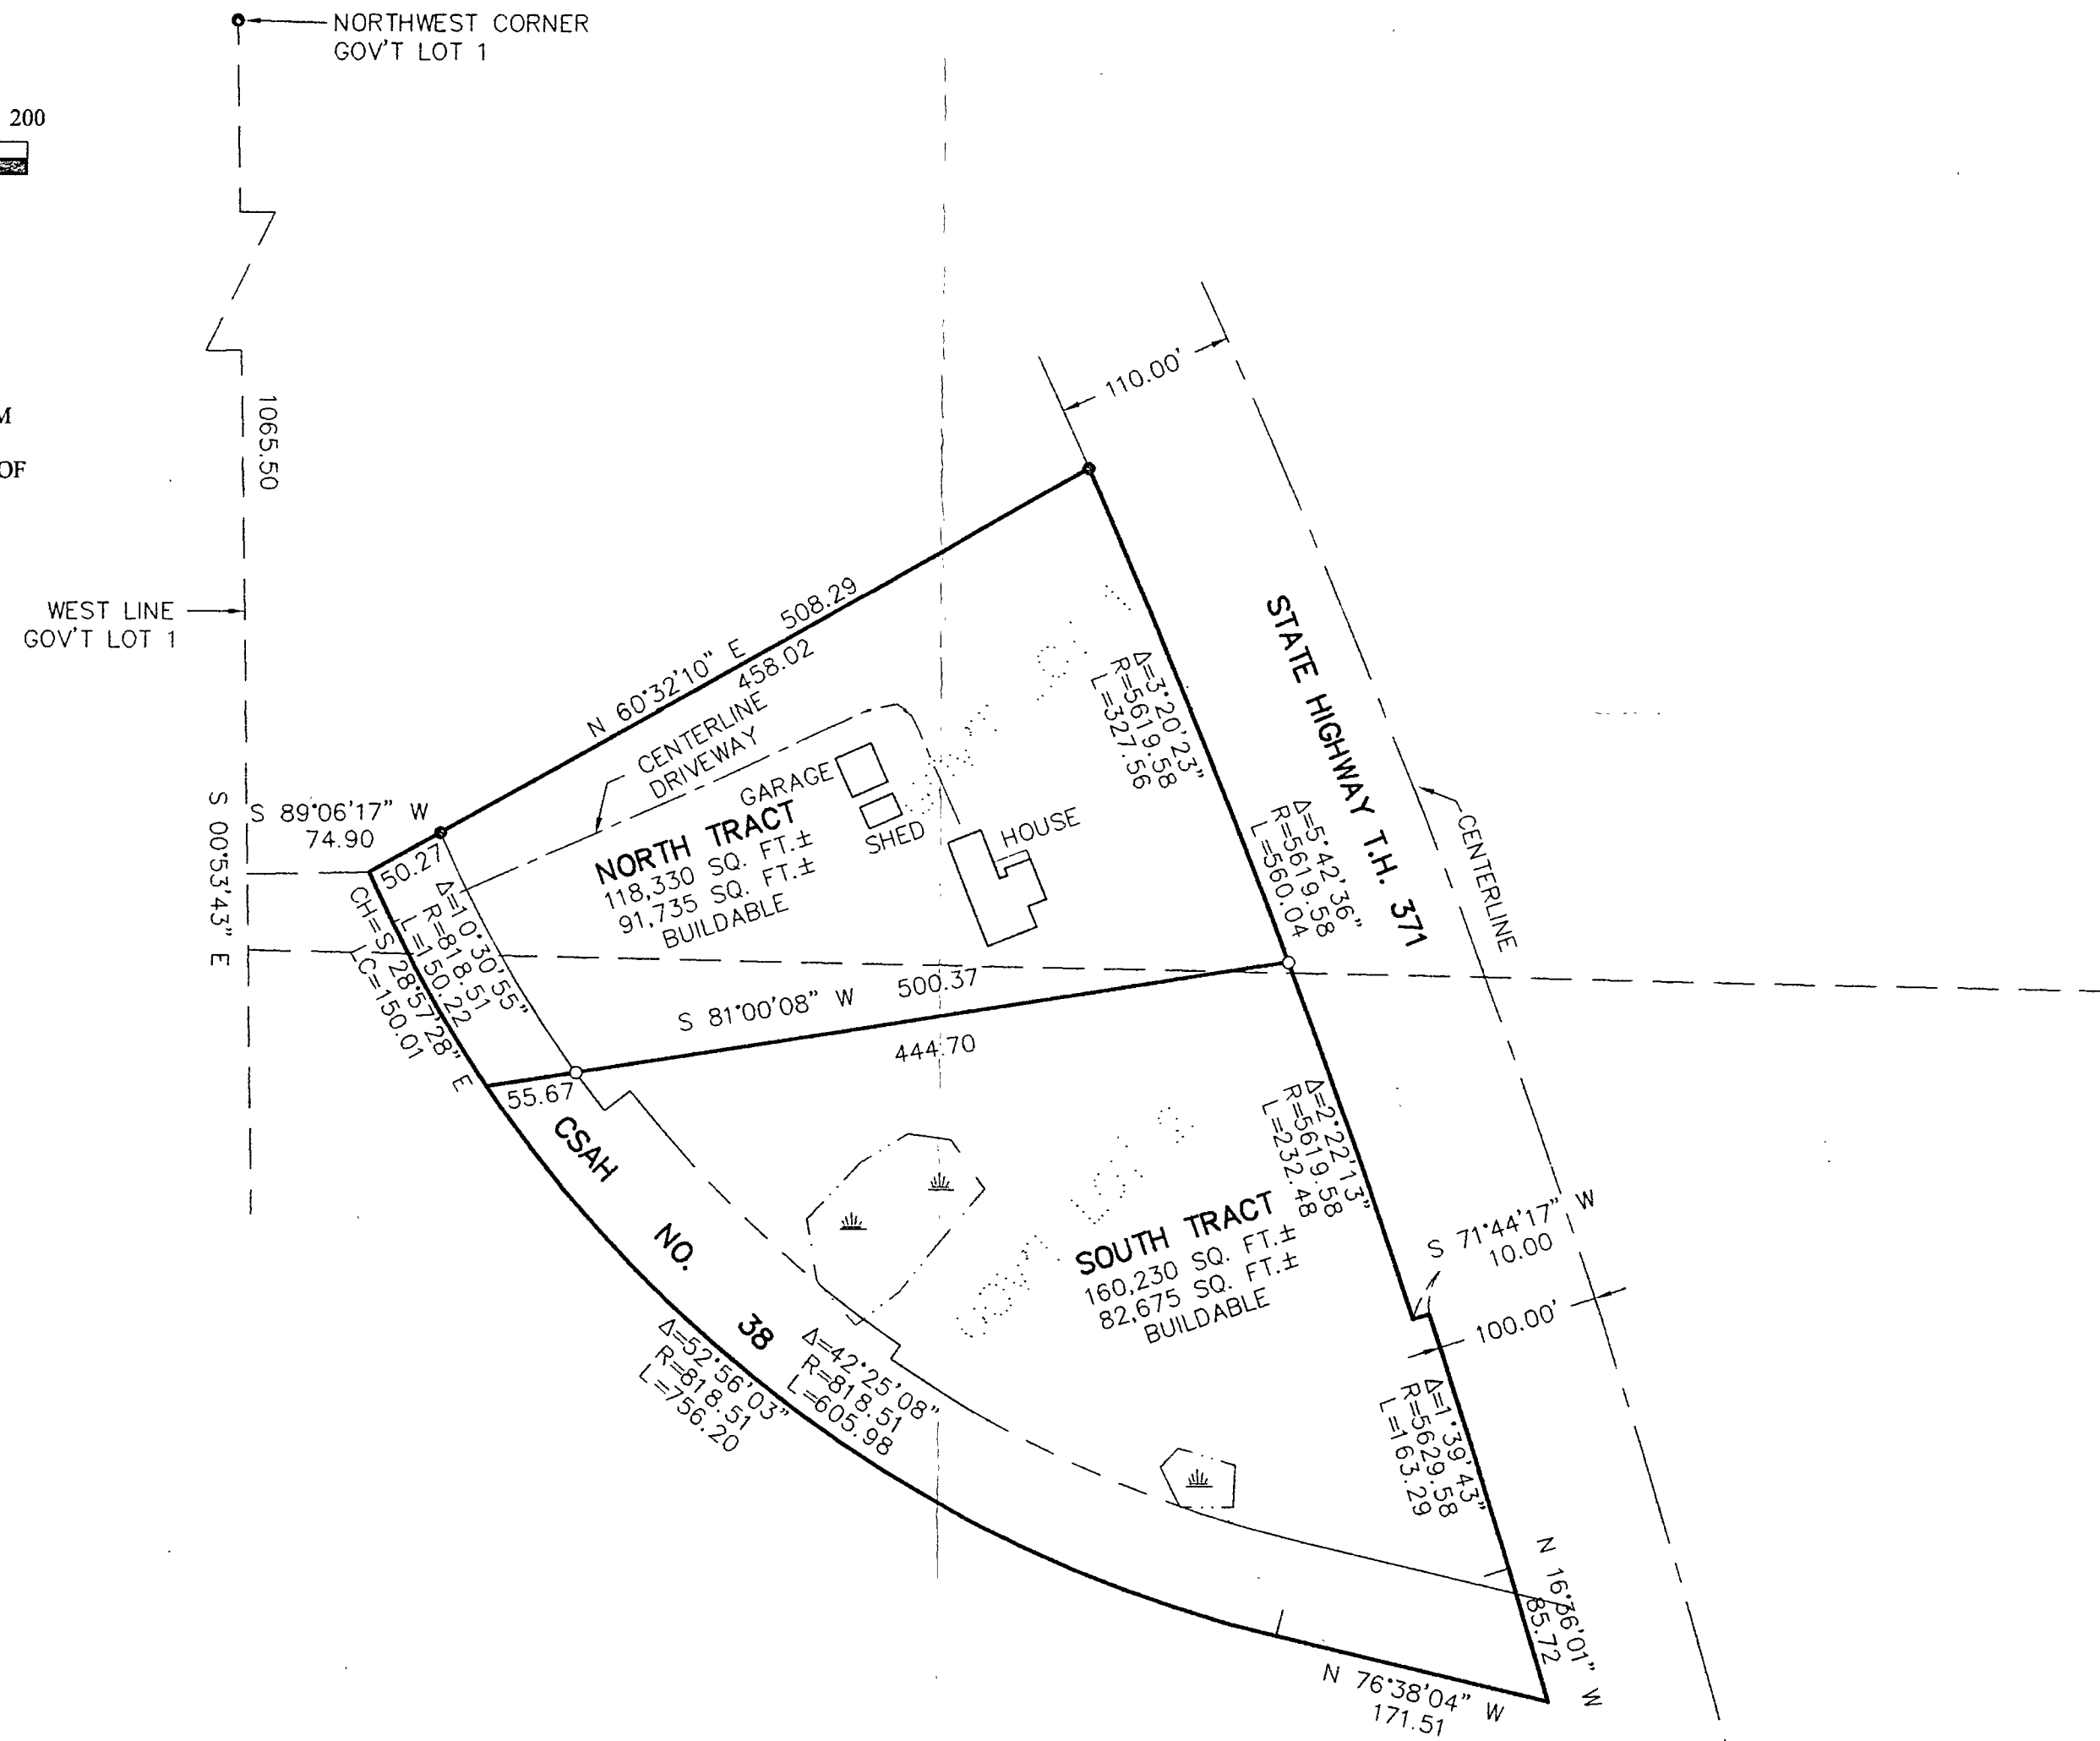 NORTHWEST CORNER
GOV'T LOT 1
200
M
OF
1065.50
WEST LINE
GOV'T LOT 1
110.00'
508.29
N 60°32'10" E
458.02
CENTERLINE
DRIVEWAY
GARAGE
SHED
HOUSE
NORTH TRACT
118,330 SQ. FT.±
91,735 SQ. FT.±
BUILDABLE
Δ=3°20'23"
R=5619.58
L=327.56
STATE HIGHWAY T.H. 371
CENTERLINE
Δ=5°42'36"
R=5619.58
L=560.04
S 89°06'17" W
74.90
S 00°53'43" E
50.27
Δ=10°30'55"
R=818.51
L=150.22
CH=S 28°57'28" E
LC=150.01
S 81°00'08" W
500.37
444.70
55.67
CSAH NO. 38
Δ=2°22'13"
R=5619.58
L=232.48
GOV'T LOT 2
SOUTH TRACT
160,230 SQ. FT.±
82,675 SQ. FT.±
BUILDABLE
S 71°44'17" W
10.00
100.00'
Δ=52°56'03"
R=818.51
L=756.20
Δ=42°25'08"
R=818.51
L=605.98
Δ=1°39'43"
R=5629.58
L=163.29
N 16°36'01" W
85.72
N 76°38'04" W
171.51